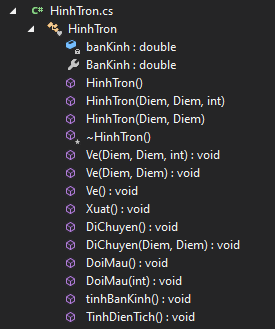 C# HinhTron.cs
HinhTron
banKinh : double
BanKinh : double
HinhTron()
HinhTron(Diem, Diem, int)
HinhTron(Diem, Diem)
~HinhTron()
Ve(Diem, Diem, int) : void
Ve(Diem, Diem) : void
Ve() : void
Xuat() : void
DiChuyen() : void
DiChuyen(Diem, Diem) : void
DoiMau() : void
DoiMau(int) : void
tinhBanKinh() : void
TinhDienTich() : void